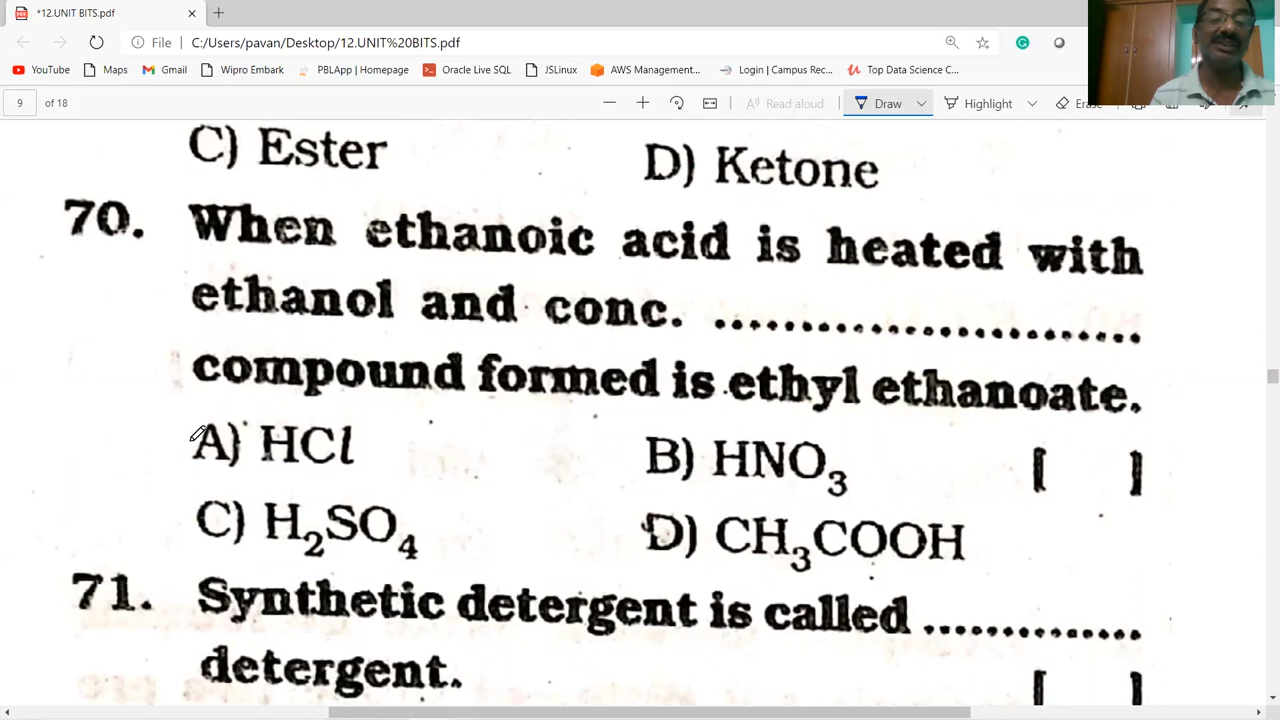 *12.UNIT BITS.pdf
File C:/Users/pavan/Desktop/12.UNIT%20BITS.pdf
YouTube Maps Gmail Wipro Embark PBLApp | Homepage Oracle Live SQL JSLinux AWS Management... Login | Campus Rec... Top Data Science C...
9 of 18 Read aloud Draw Highlight Erase
C) Ester D) Ketone
70. When ethanoic acid is heated with
ethanol and conc. ..............................
compound formed is ethyl ethanoate.
A) HCl B) HNO₃ [ ]
C) H₂SO₄ D) CH₃COOH
71. Synthetic detergent is called ...............
detergent. [ ]